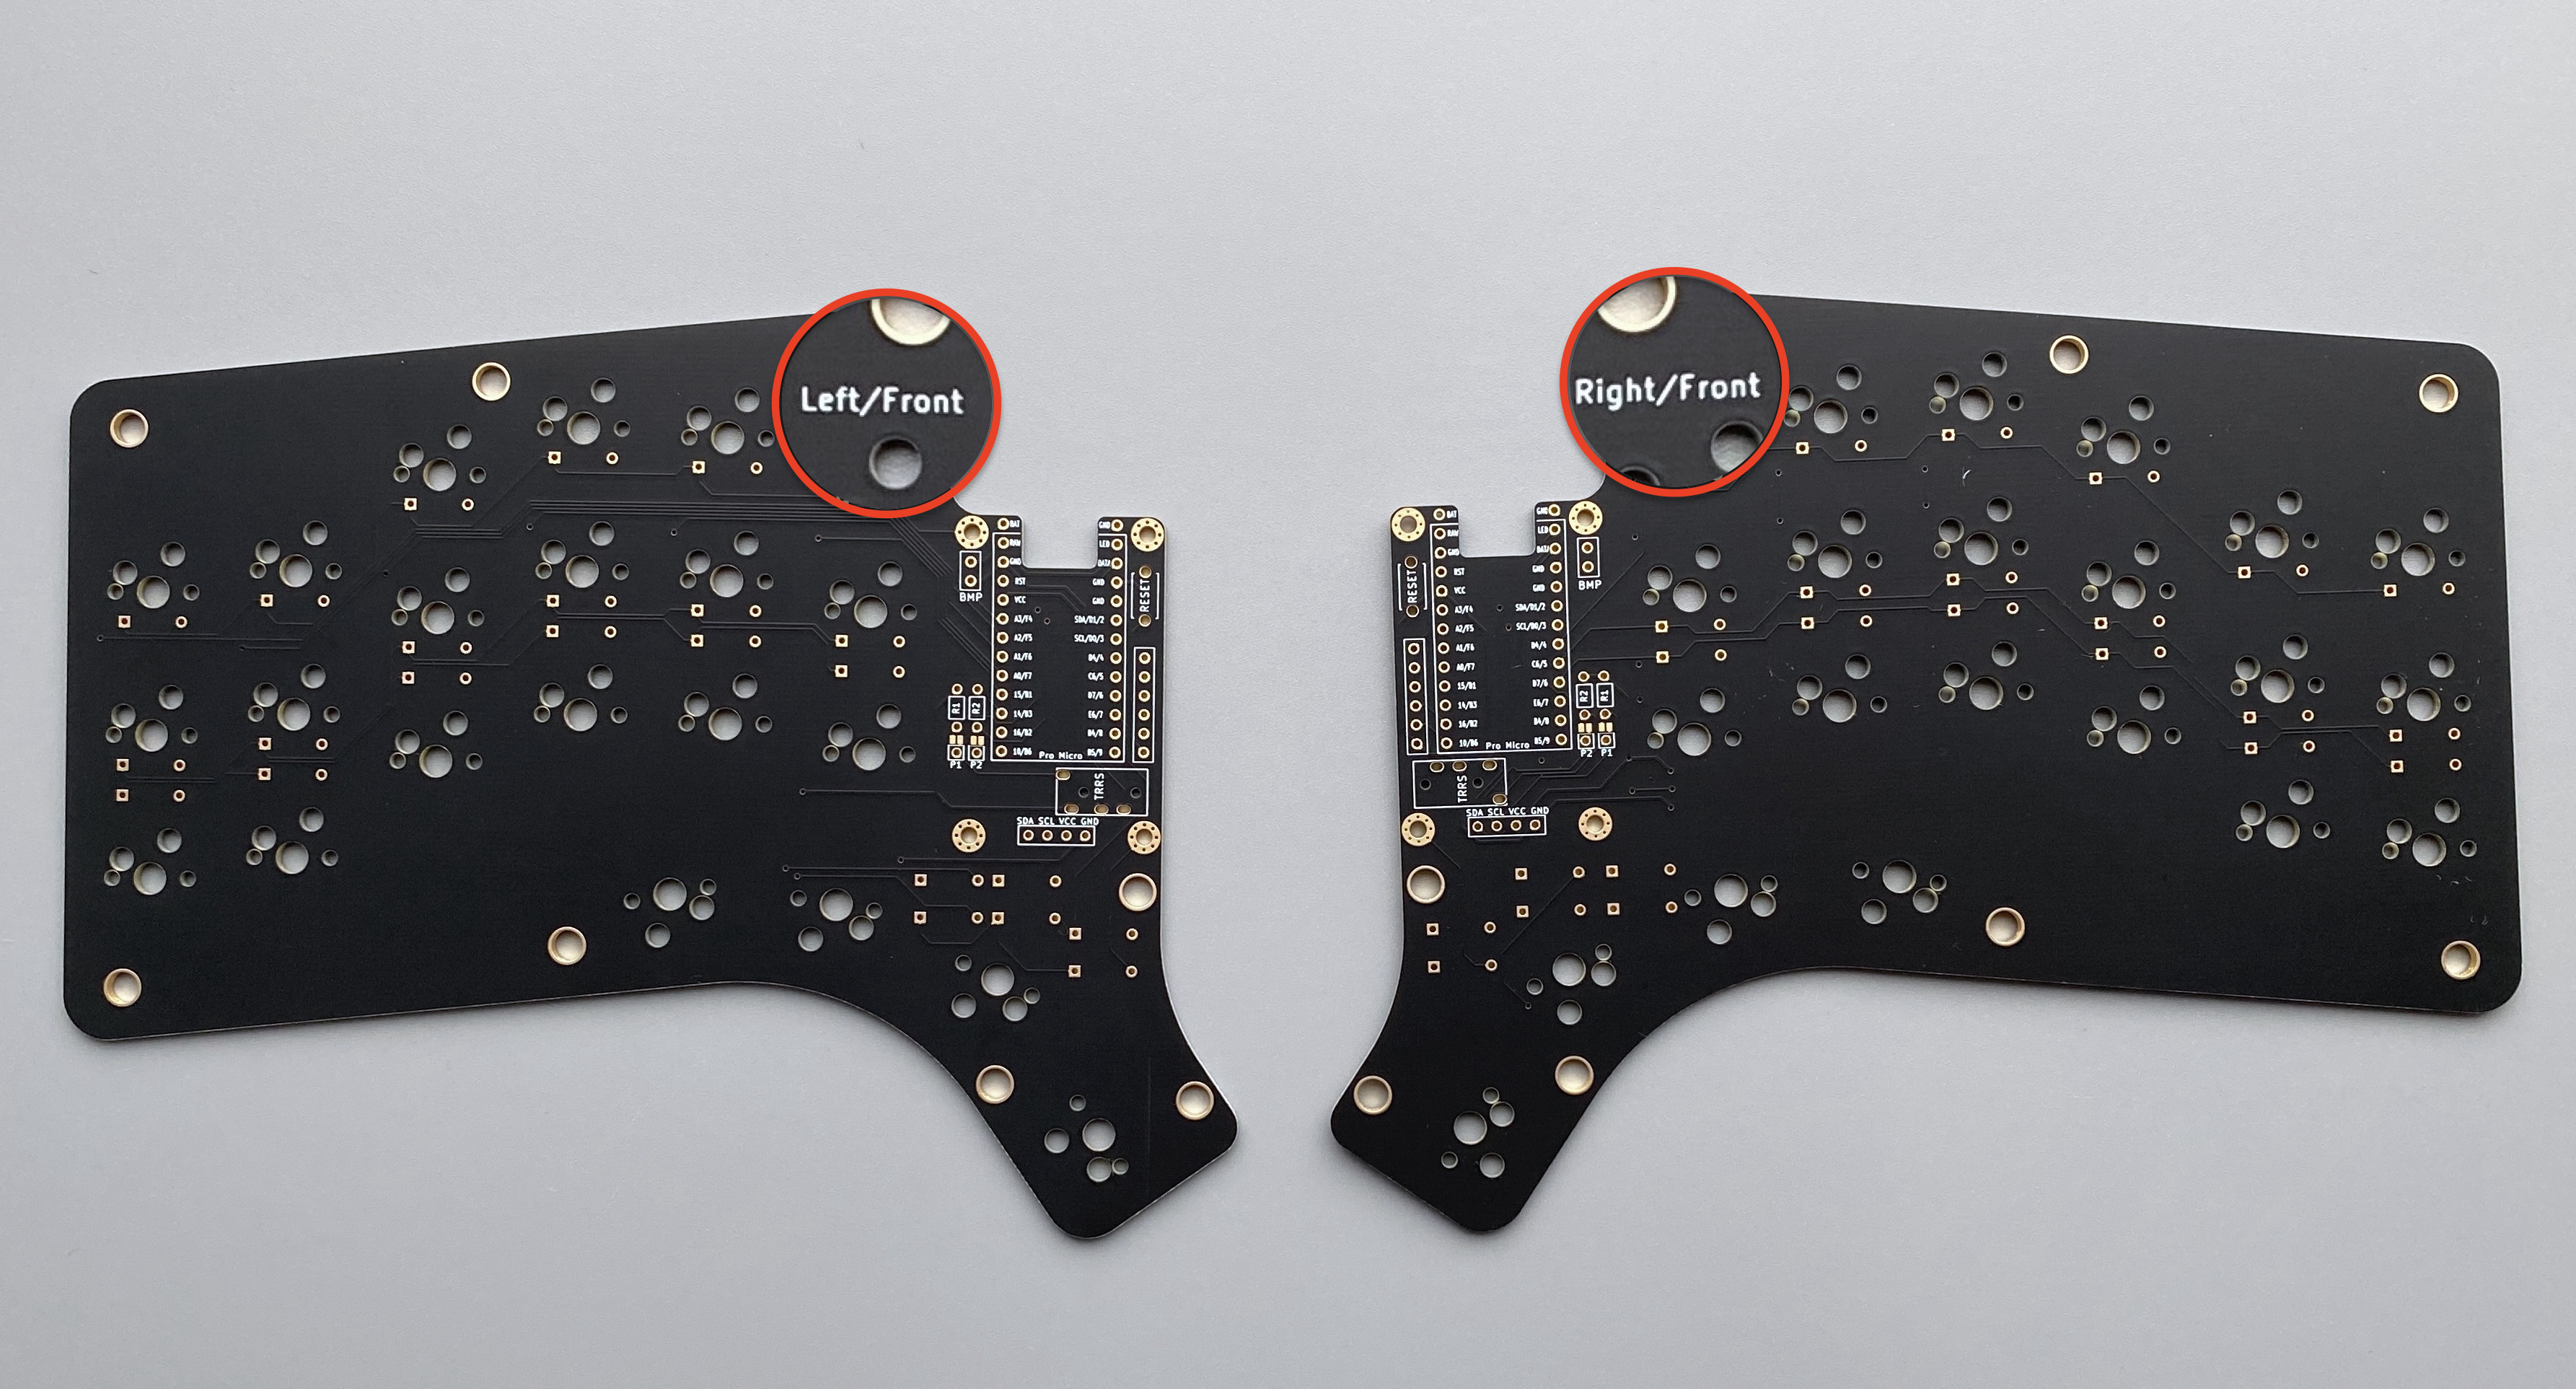 Left/Front
BAT
RAW
GND
RST
VCC
A3/F4
A2/F5
A1/F6
A0/F7
15/B1
14/B3
16/B2
10/B6
GND
LED
DATA
GND
GND
SDA/D1/2
SCL/D0/3
D4/4
C6/5
D7/6
E6/7
B4/8
B5/9
Pro Micro
BMP
RESET
R1
R2
P1 P2
TRRS
SDA SCL VCC GND
Right/Front
BAT
RAW
GND
RST
VCC
A3/F4
A2/F5
A1/F6
A0/F7
15/B1
14/B3
16/B2
10/B6
GND
LED
DATA
GND
GND
SDA/D1/2
SCL/D0/3
D4/4
C6/5
D7/6
E6/7
B4/8
B5/9
Pro Micro
RESET
BMP
R2
R1
P2 P1
TRRS
SDA SCL VCC GND